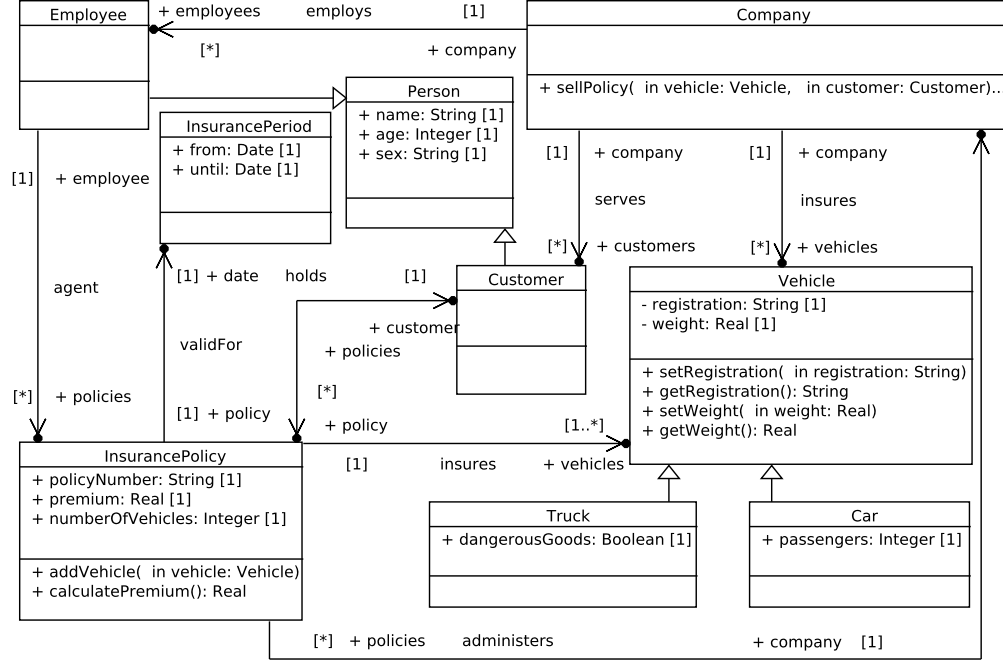 Employee
+ employees employs [1]
[*] + company
Company
+ sellPolicy( in vehicle: Vehicle, in customer: Customer)...
Person
+ name: String [1]
+ age: Integer [1]
+ sex: String [1]
InsurancePeriod
+ from: Date [1]
+ until: Date [1]
[1] + employee
agent
[*] + policies
[1] + company
serves
[*] + customers
[1] + company
insures
[*] + vehicles
[1] + date
validFor
[1] + policy
holds [1]
+ customer
+ policies
[*]
Customer
Vehicle
- registration: String [1]
- weight: Real [1]
+ setRegistration( in registration: String)
+ getRegistration(): String
+ setWeight( in weight: Real)
+ getWeight(): Real
+ policy [1..*]
[1] insures + vehicles
InsurancePolicy
+ policyNumber: String [1]
+ premium: Real [1]
+ numberOfVehicles: Integer [1]
+ addVehicle( in vehicle: Vehicle)
+ calculatePremium(): Real
Truck
+ dangerousGoods: Boolean [1]
Car
+ passengers: Integer [1]
[*] + policies administers + company [1]